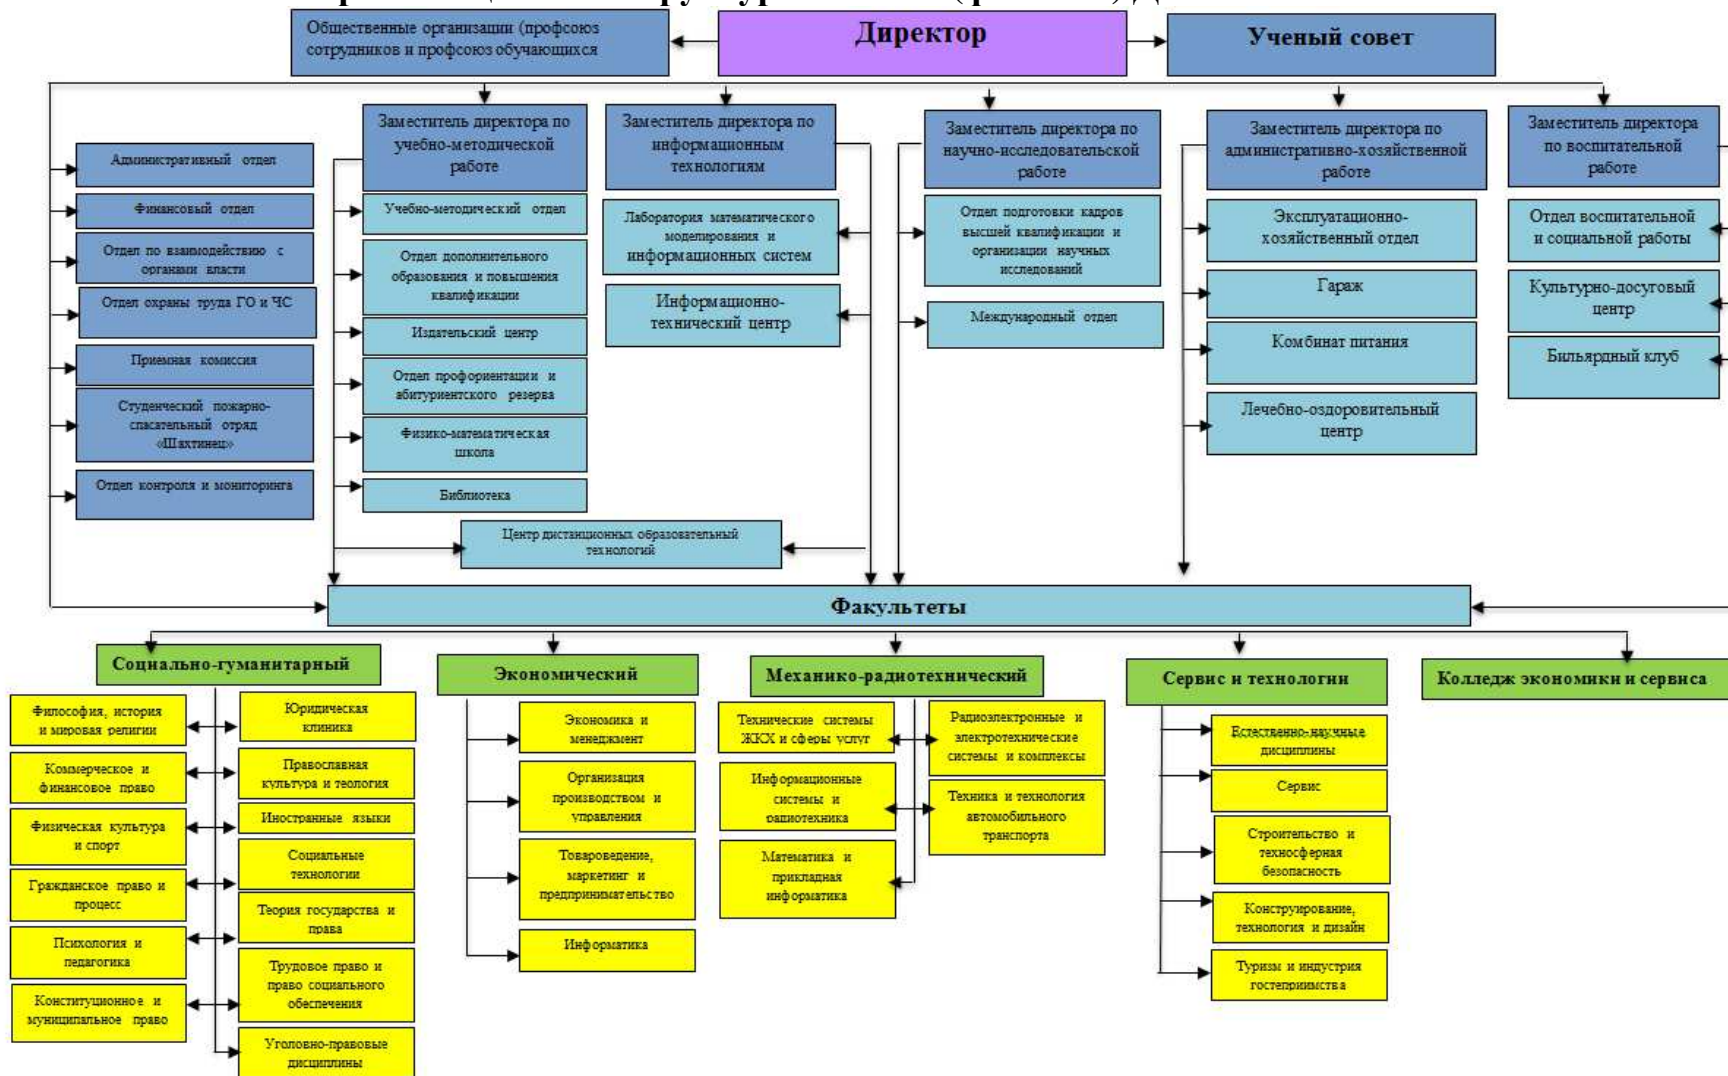 Общественные организации (профсоюз
сотрудников и профсоюз обучающихся
Директор
Ученый совет
Административный отдел
Финансовый отдел
Отдел по взаимодействию с
органами власти
Отдел охраны труда ГО и ЧС
Приемная комиссия
Студенческий пожарно-
спасательный отряд
«Шахтинец»
Отдел контроля и мониторинга
Заместитель директора по
учебно-методической
работе
Учебно-методический отдел
Отдел дополнительного
образования и повышения
квалификации
Издательский центр
Отдел профориентации и
абитуриентского резерва
Физико-математическая
школа
Библиотека
Заместитель директора по
информационным
технологиям
Лаборатория математического
моделирования и
информационных систем
Информационно-
технический центр
Центр дистанционных образовательный
технологий
Заместитель директора по
научно-исследовательской
работе
Отдел подготовки кадров
высшей квалификации и
организации научных
исследований
Международный отдел
Заместитель директора по
административно-хозяйственной
работе
Эксплуатационно-
хозяйственный отдел
Гараж
Комбинат питания
Лечебно-оздоровительный
центр
Заместитель директора
по воспитательной
работе
Отдел воспитательной
и социальной работы
Культурно-досуговый
центр
Бильярдный клуб
Факультеты
Социально-гуманитарный
Философия, история
и мировая религии
Коммерческое и
финансовое право
Физическая культура
и спорт
Гражданское право и
процесс
Психология и
педагогика
Конституционное и
муниципальное право
Юридическая
клиника
Православная
культура и теология
Иностранные языки
Социальные
технологии
Теория государства и
права
Трудовое право и
право социального
обеспечения
Уголовно-правовые
дисциплины
Экономический
Экономика и
менеджмент
Организация
производством и
управления
Товароведение,
маркетинг и
предпринимательство
Информатика
Механико-радиотехнический
Технические системы
ЖКХ и сферы услуг
Информационные
системы и
радиотехника
Математика и
прикладная
информатика
Радиоэлектронные и
электротехнические
системы и комплексы
Техника и технология
автомобильного
транспорта
Сервис и технологии
Естественно-научные
дисциплины
Сервис
Строительство и
техносферная
безопасность
Конструирование,
технология и дизайн
Туризм и индустрия
гостеприимства
Колледж экономики и сервиса